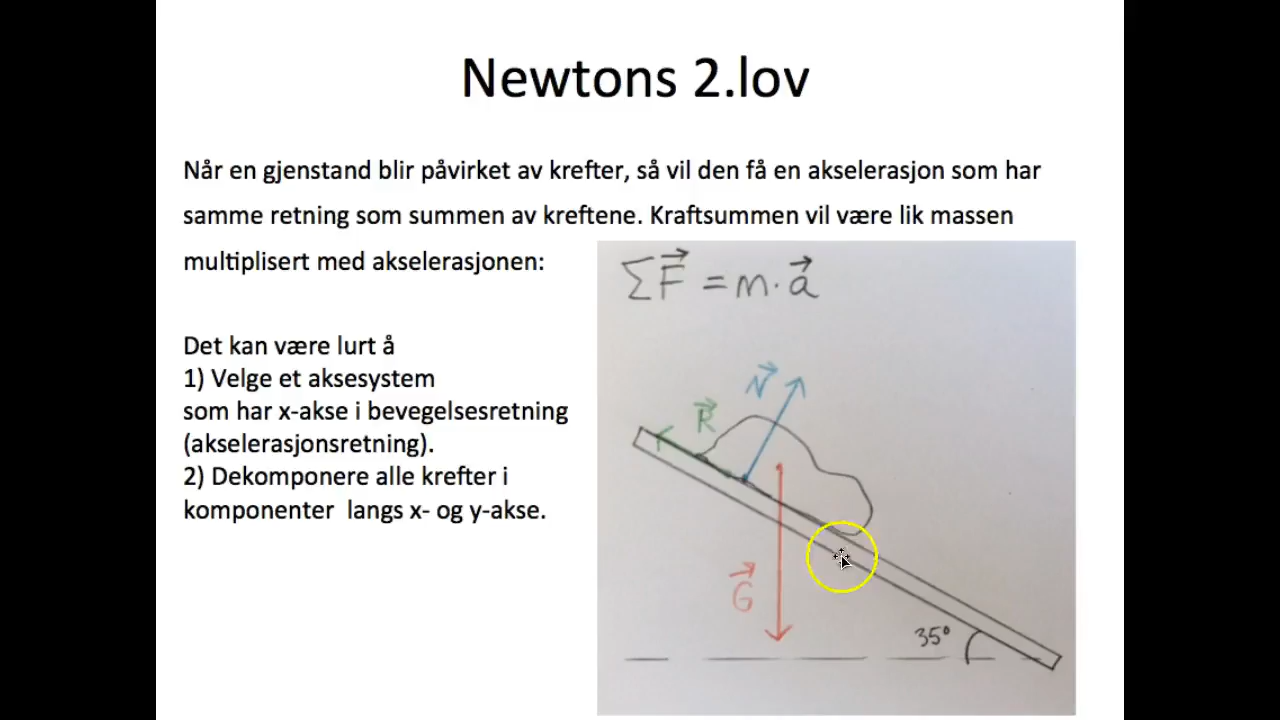 Newtons 2.lov
Når en gjenstand blir påvirket av krefter, så vil den få en akselerasjon som har
samme retning som summen av kreftene. Kraftsummen vil være lik massen
multiplisert med akselerasjonen:
Det kan være lurt å
1) Velge et aksesystem
som har x-akse i bevegelsesretning
(akselerasjonsretning).
2) Dekomponere alle krefter i
komponenter langs x- og y-akse.
∑F⃗ = m·a⃗
N⃗
R⃗
G⃗
35°